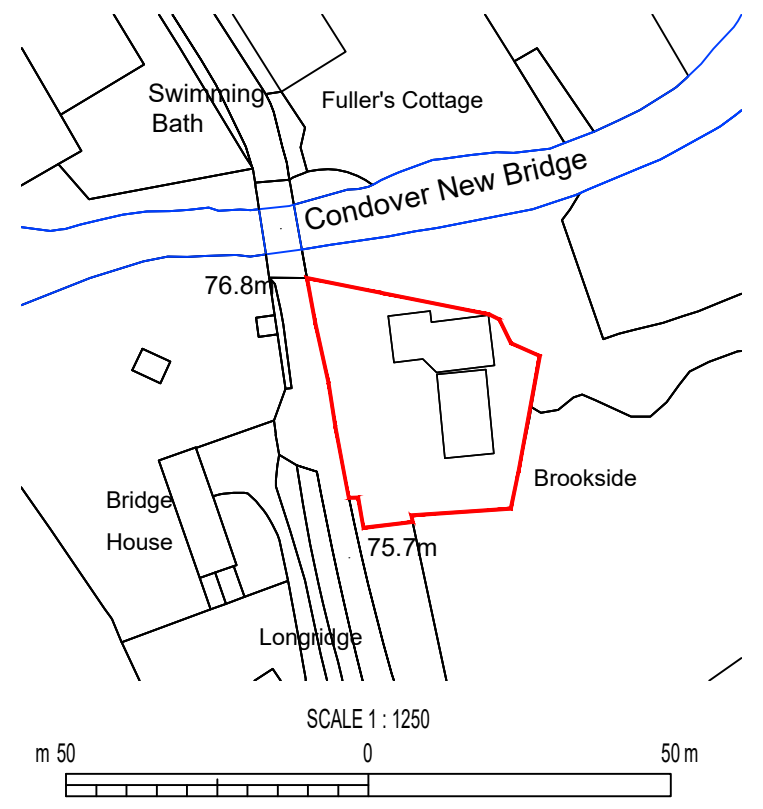 Swimming
Bath
Fuller's Cottage
Condover New Bridge
76.8m
Brookside
Bridge
House
75.7m
Longridge
SCALE 1 : 1250
m 50 0 50 m